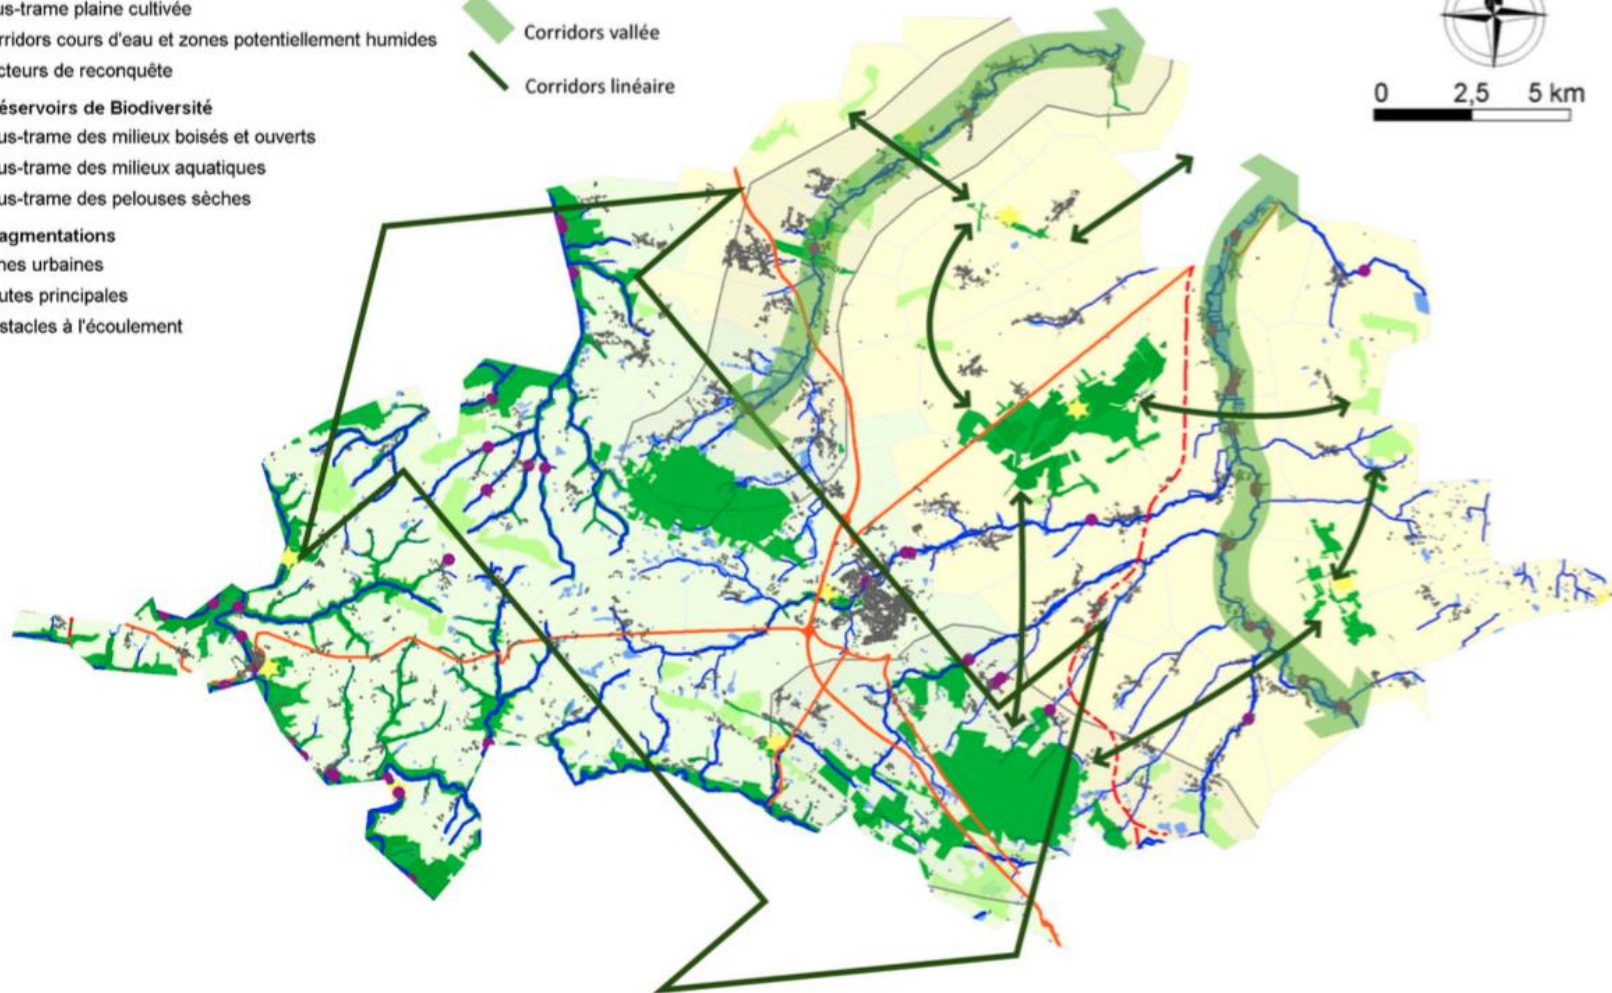 us-trame plaine cultivée
rridors cours d'eau et zones potentiellement humides
cteurs de reconquête
éservoirs de Biodiversité
us-trame des milieux boisés et ouverts
us-trame des milieux aquatiques
us-trame des pelouses sèches
agmentations
nes urbaines
utes principales
stacles à l'écoulement
Corridors vallée
Corridors linéaire
0 2,5 5 km